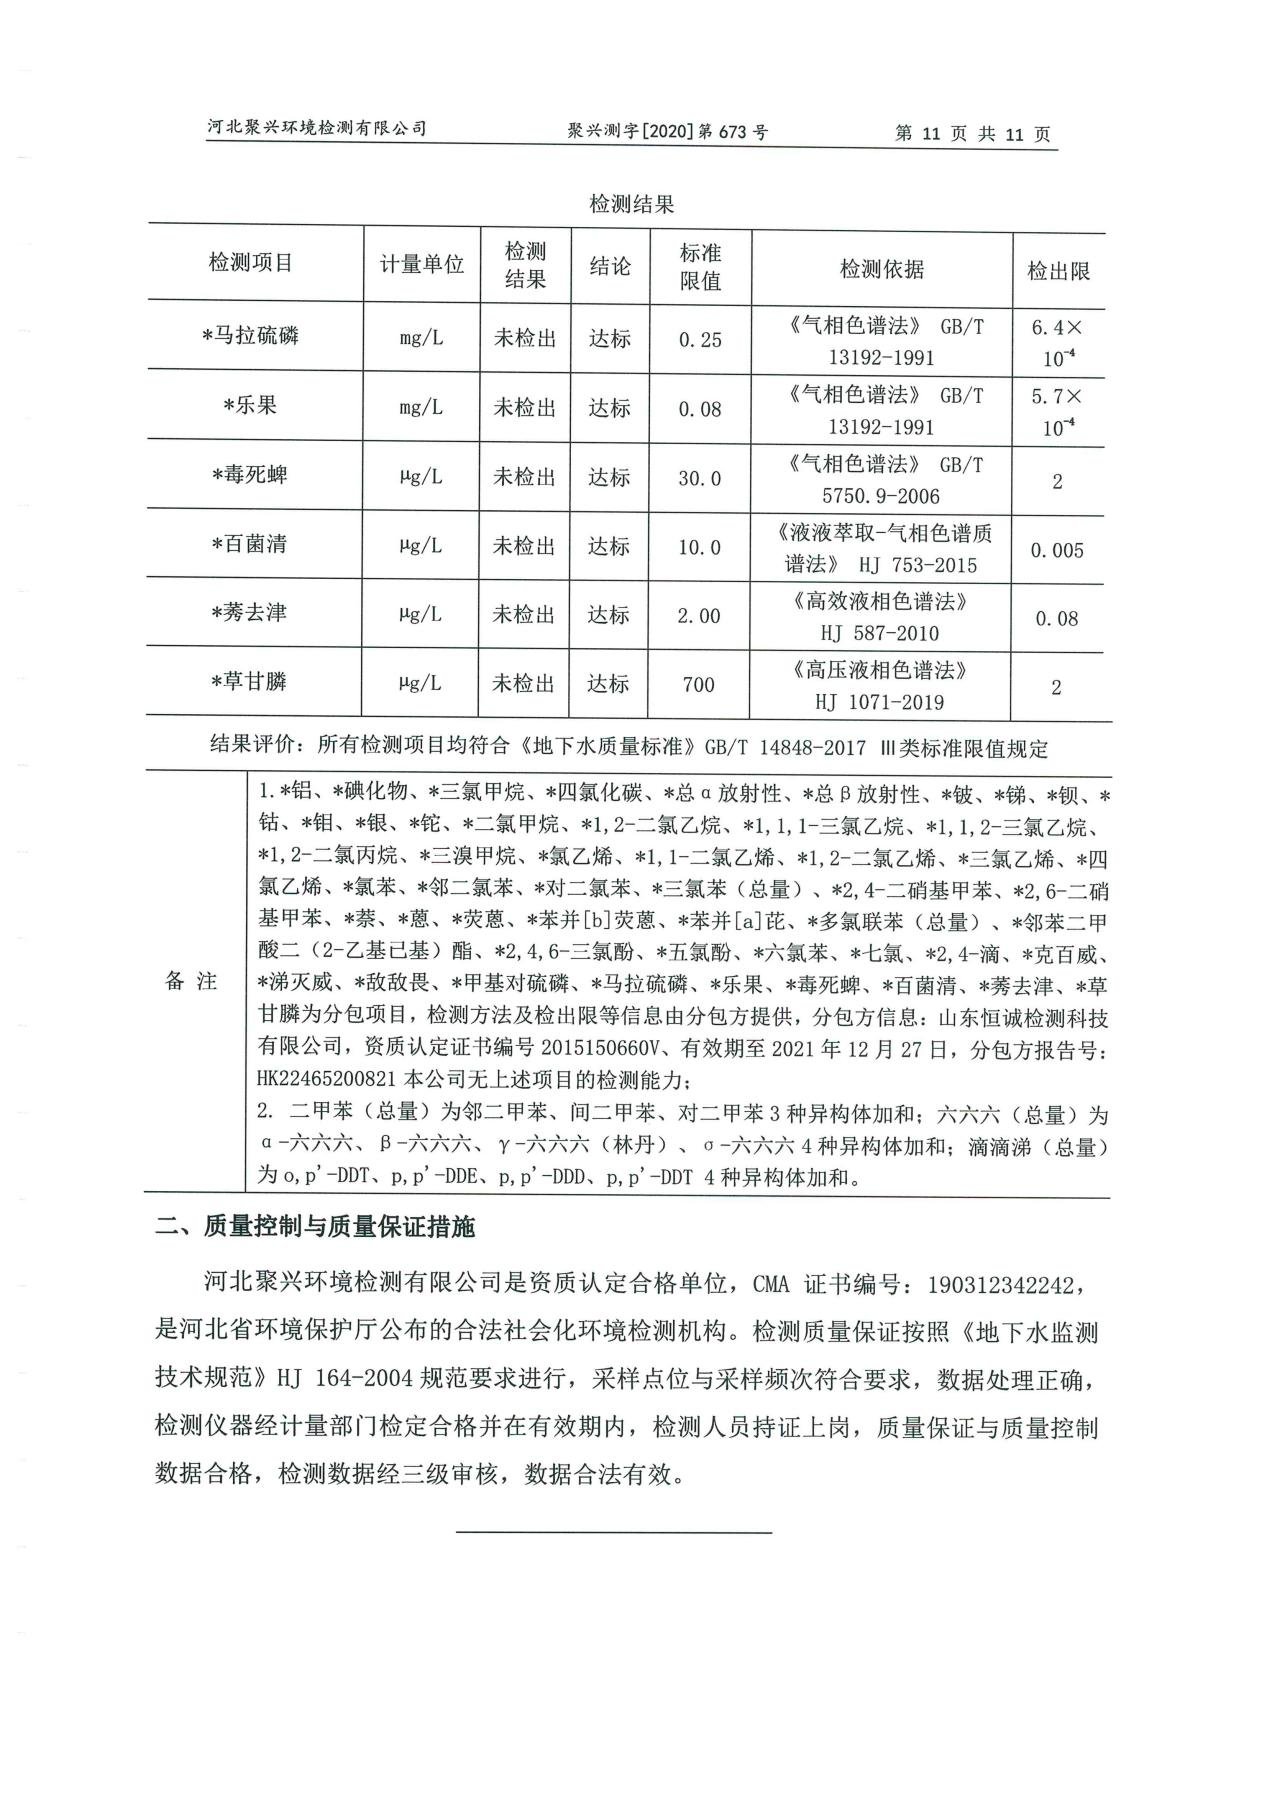 河北聚兴环境检测有限公司 聚兴测字[2020]第 673 号 第 11 页 共 11 页
检测结果
检测项目 计量单位 检测结果 结论 标准限值 检测依据 检出限
*马拉硫磷 mg/L 未检出 达标 0.25 《气相色谱法》 GB/T 13192-1991 6.4×10⁻⁴
*乐果 mg/L 未检出 达标 0.08 《气相色谱法》 GB/T 13192-1991 5.7×10⁻⁴
*毒死蜱 μg/L 未检出 达标 30.0 《气相色谱法》 GB/T 5750.9-2006 2
*百菌清 μg/L 未检出 达标 10.0 《液液萃取-气相色谱质谱法》 HJ 753-2015 0.005
*莠去津 μg/L 未检出 达标 2.00 《高效液相色谱法》 HJ 587-2010 0.08
*草甘膦 μg/L 未检出 达标 700 《高压液相色谱法》 HJ 1071-2019 2
结果评价：所有检测项目均符合《地下水质量标准》GB/T 14848-2017 Ⅲ类标准限值规定
备 注
1.*铝、*碘化物、*三氯甲烷、*四氯化碳、*总α放射性、*总β放射性、*铍、*锑、*钡、*
钴、*钼、*银、*铊、*二氯甲烷、*1,2-二氯乙烷、*1,1,1-三氯乙烷、*1,1,2-三氯乙烷、
*1,2-二氯丙烷、*三溴甲烷、*氯乙烯、*1,1-二氯乙烯、*1,2-二氯乙烯、*三氯乙烯、*四
氯乙烯、*氯苯、*邻二氯苯、*对二氯苯、*三氯苯（总量）、*2,4-二硝基甲苯、*2,6-二硝
基甲苯、*萘、*蒽、*荧蒽、*苯并[b]荧蒽、*苯并[a]芘、*多氯联苯（总量）、*邻苯二甲
酸二（2-乙基已基）酯、*2,4,6-三氯酚、*五氯酚、*六氯苯、*七氯、*2,4-滴、*克百威、
*涕灭威、*敌敌畏、*甲基对硫磷、*马拉硫磷、*乐果、*毒死蜱、*百菌清、*莠去津、*草
甘膦为分包项目，检测方法及检出限等信息由分包方提供，分包方信息：山东恒诚检测科技
有限公司，资质认定证书编号 2015150660V、有效期至 2021 年 12 月 27 日，分包方报告号：
HK22465200821 本公司无上述项目的检测能力；
2. 二甲苯（总量）为邻二甲苯、间二甲苯、对二甲苯 3 种异构体加和；六六六（总量）为
α-六六六、β-六六六、γ-六六六（林丹）、σ-六六六 4 种异构体加和；滴滴涕（总量）
为 o,p'-DDT、p,p'-DDE、p,p'-DDD、p,p'-DDT 4 种异构体加和。
二、质量控制与质量保证措施
河北聚兴环境检测有限公司是资质认定合格单位，CMA 证书编号：190312342242，
是河北省环境保护厅公布的合法社会化环境检测机构。检测质量保证按照《地下水监测
技术规范》HJ 164-2004 规范要求进行，采样点位与采样频次符合要求，数据处理正确，
检测仪器经计量部门检定合格并在有效期内，检测人员持证上岗，质量保证与质量控制
数据合格，检测数据经三级审核，数据合法有效。